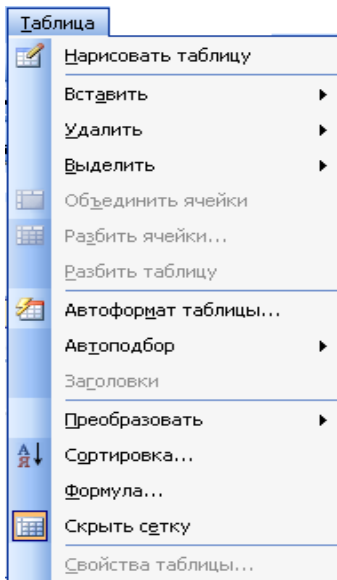 Таблица
Нарисовать таблицу
Вставить
Удалить
Выделить
Объединить ячейки
Разбить ячейки...
Разбить таблицу
Автоформат таблицы...
Автоподбор
Заголовки
Преобразовать
Сортировка...
Формула...
Скрыть сетку
Свойства таблицы...